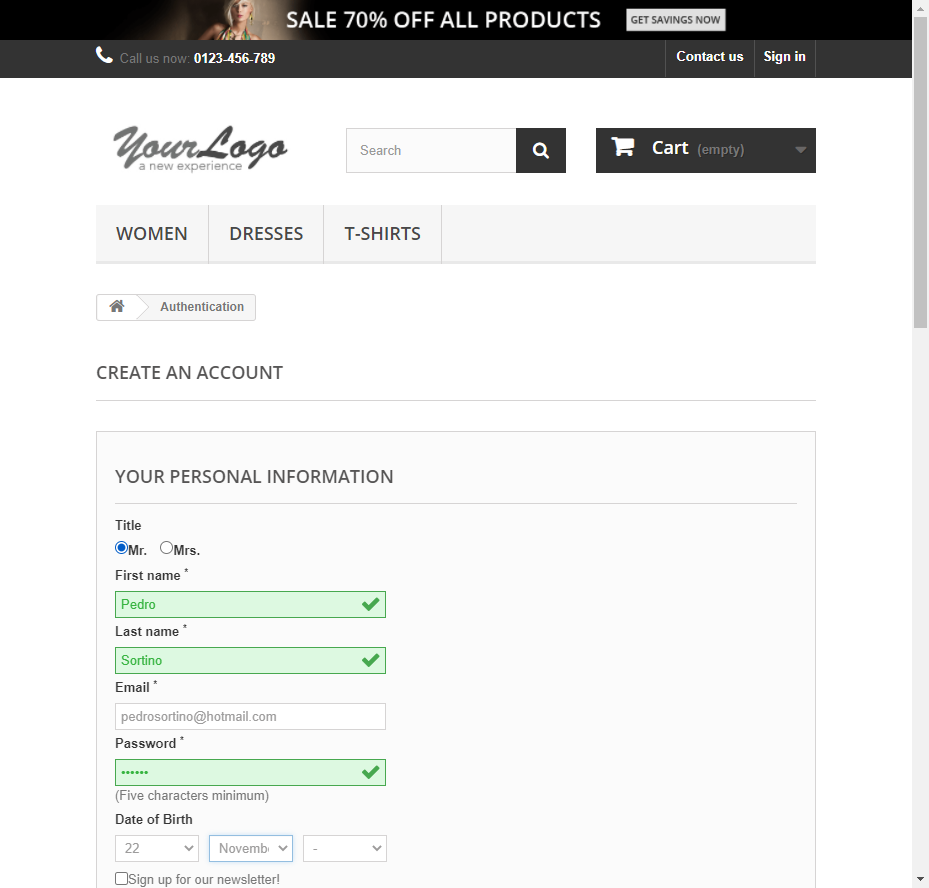 SALE 70% OFF ALL PRODUCTS GET SAVINGS NOW
Call us now: 0123-456-789 Contact us Sign in
YourLogo
a new experience
Search
Cart (empty)
WOMEN DRESSES T-SHIRTS
Authentication
CREATE AN ACCOUNT
YOUR PERSONAL INFORMATION
Title
Mr. Mrs.
First name *
Pedro
Last name *
Sortino
Email *
pedrosortino@hotmail.com
Password *
••••••
(Five characters minimum)
Date of Birth
22 Novembe -
Sign up for our newsletter!